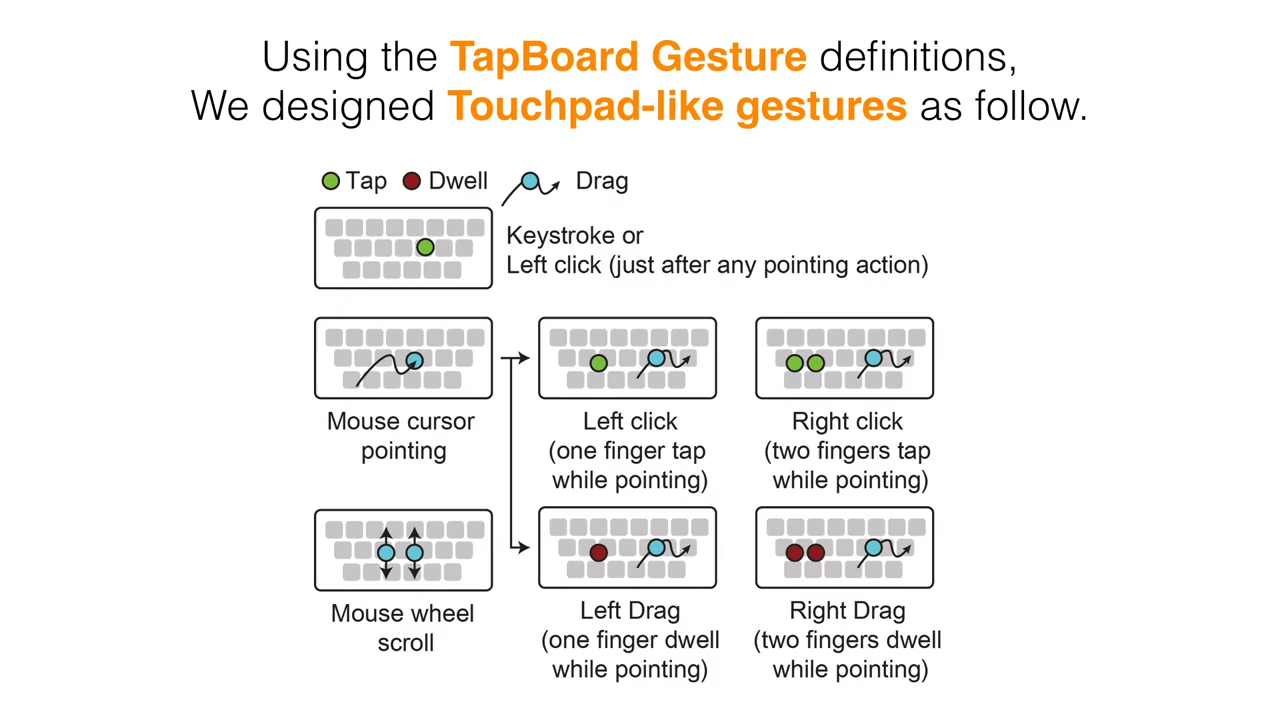 Using the TapBoard Gesture definitions,
We designed Touchpad-like gestures as follow.
Tap Dwell Drag
Keystroke or
Left click (just after any pointing action)
Mouse cursor
pointing
Left click
(one finger tap
while pointing)
Right click
(two fingers tap
while pointing)
Mouse wheel
scroll
Left Drag
(one finger dwell
while pointing)
Right Drag
(two fingers dwell
while pointing)